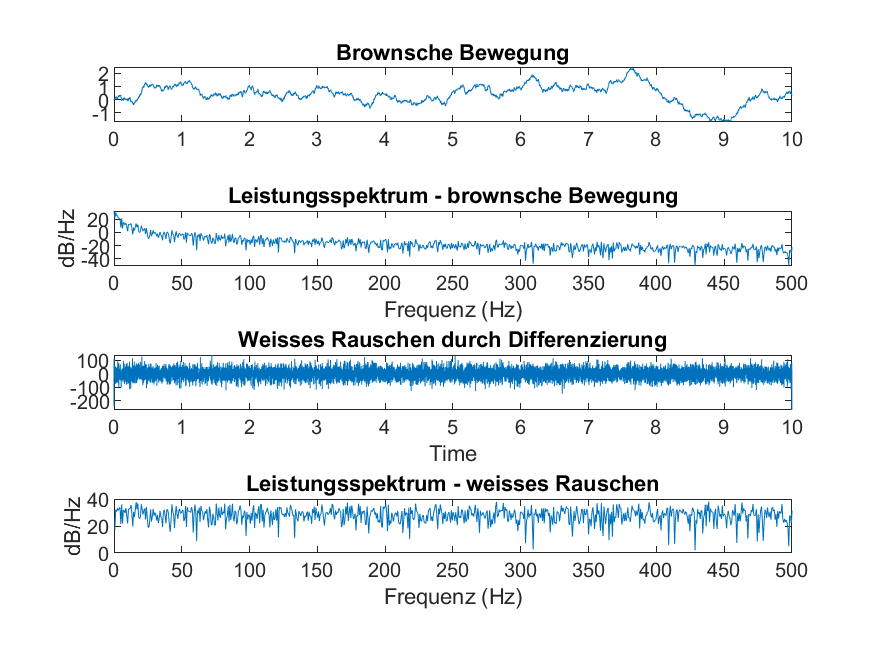 Brownsche Bewegung
2
1
0
-1
0 1 2 3 4 5 6 7 8 9 10
Leistungsspektrum - brownsche Bewegung
dB/Hz
20
0
-20
-40
0 50 100 150 200 250 300 350 400 450 500
Frequenz (Hz)
Weisses Rauschen durch Differenzierung
100
0
-100
-200
0 1 2 3 4 5 6 7 8 9 10
Time
Leistungsspektrum - weisses Rauschen
dB/Hz
40
20
0
0 50 100 150 200 250 300 350 400 450 500
Frequenz (Hz)